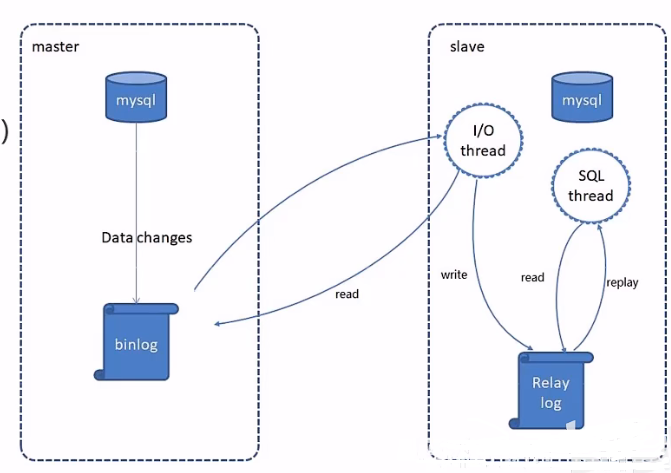 master
slave
mysql
mysql
)
I/O
thread
SQL
thread
Data changes
write
read
replay
read
binlog
Relay
log